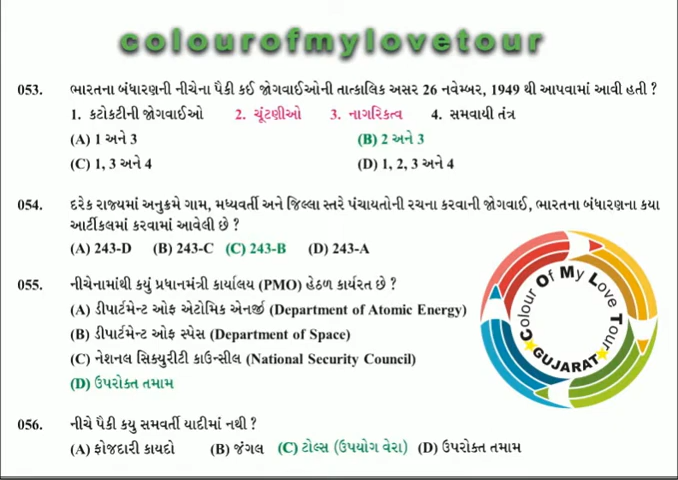 colourofmylovetour
053. ભારતના બંધારણની નીચેના પૈકી કઈ જોગવાઈઓની તાત્કાલિક અસર 26 નવેમ્બર, 1949 થી આપવામાં આવી હતી ?
1. કટોકટીની જોગવાઈઓ 2. ચૂંટણીઓ 3. નાગરિકત્વ 4. સમવાયી તંત્ર
(A) 1 અને 3 (B) 2 અને 3
(C) 1, 3 અને 4 (D) 1, 2, 3 અને 4
054. દરેક રાજ્યમાં અનુક્રમે ગામ, મધ્યવર્તી અને જિલ્લા સ્તરે પંચાયતોની રચના કરવાની જોગવાઈ, ભારતના બંધારણના કયા
આર્ટીકલમાં કરવામાં આવેલી છે ?
(A) 243-D (B) 243-C (C) 243-B (D) 243-A
055. નીચેનામાંથી કયું પ્રધાનમંત્રી કાર્યાલય (PMO) હેઠળ કાર્યરત છે ?
(A) ડીપાર્ટમેન્ટ ઓફ એટોમિક એનર્જી (Department of Atomic Energy)
(B) ડીપાર્ટમેન્ટ ઓફ સ્પેસ (Department of Space)
(C) નેશનલ સિક્યુરીટી કાઉન્સીલ (National Security Council)
(D) ઉપરોક્ત તમામ
Colour Of My Love Tour
GUJARAT
056. નીચે પૈકી કયુ સમવર્તી યાદીમાં નથી ?
(A) ફોજદારી કાયદો (B) જંગલ (C) ટોલ્સ (ઉપયોગ વેરા) (D) ઉપરોક્ત તમામ